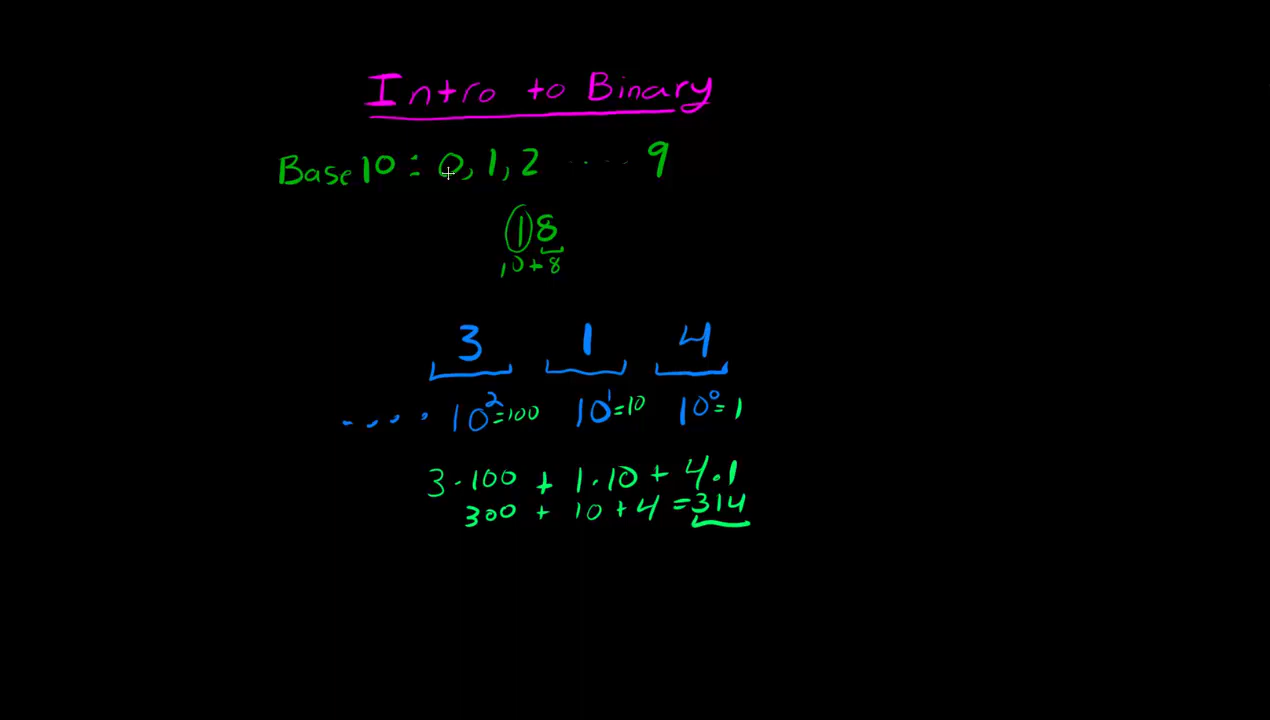 Intro to Binary
Base 10 : 0, 1, 2 ..... 9
18
10 + 8
3 1 4
.... 10²=100 10¹=10 10⁰=1
3·100 + 1·10 + 4·1
300 + 10 + 4 = 314